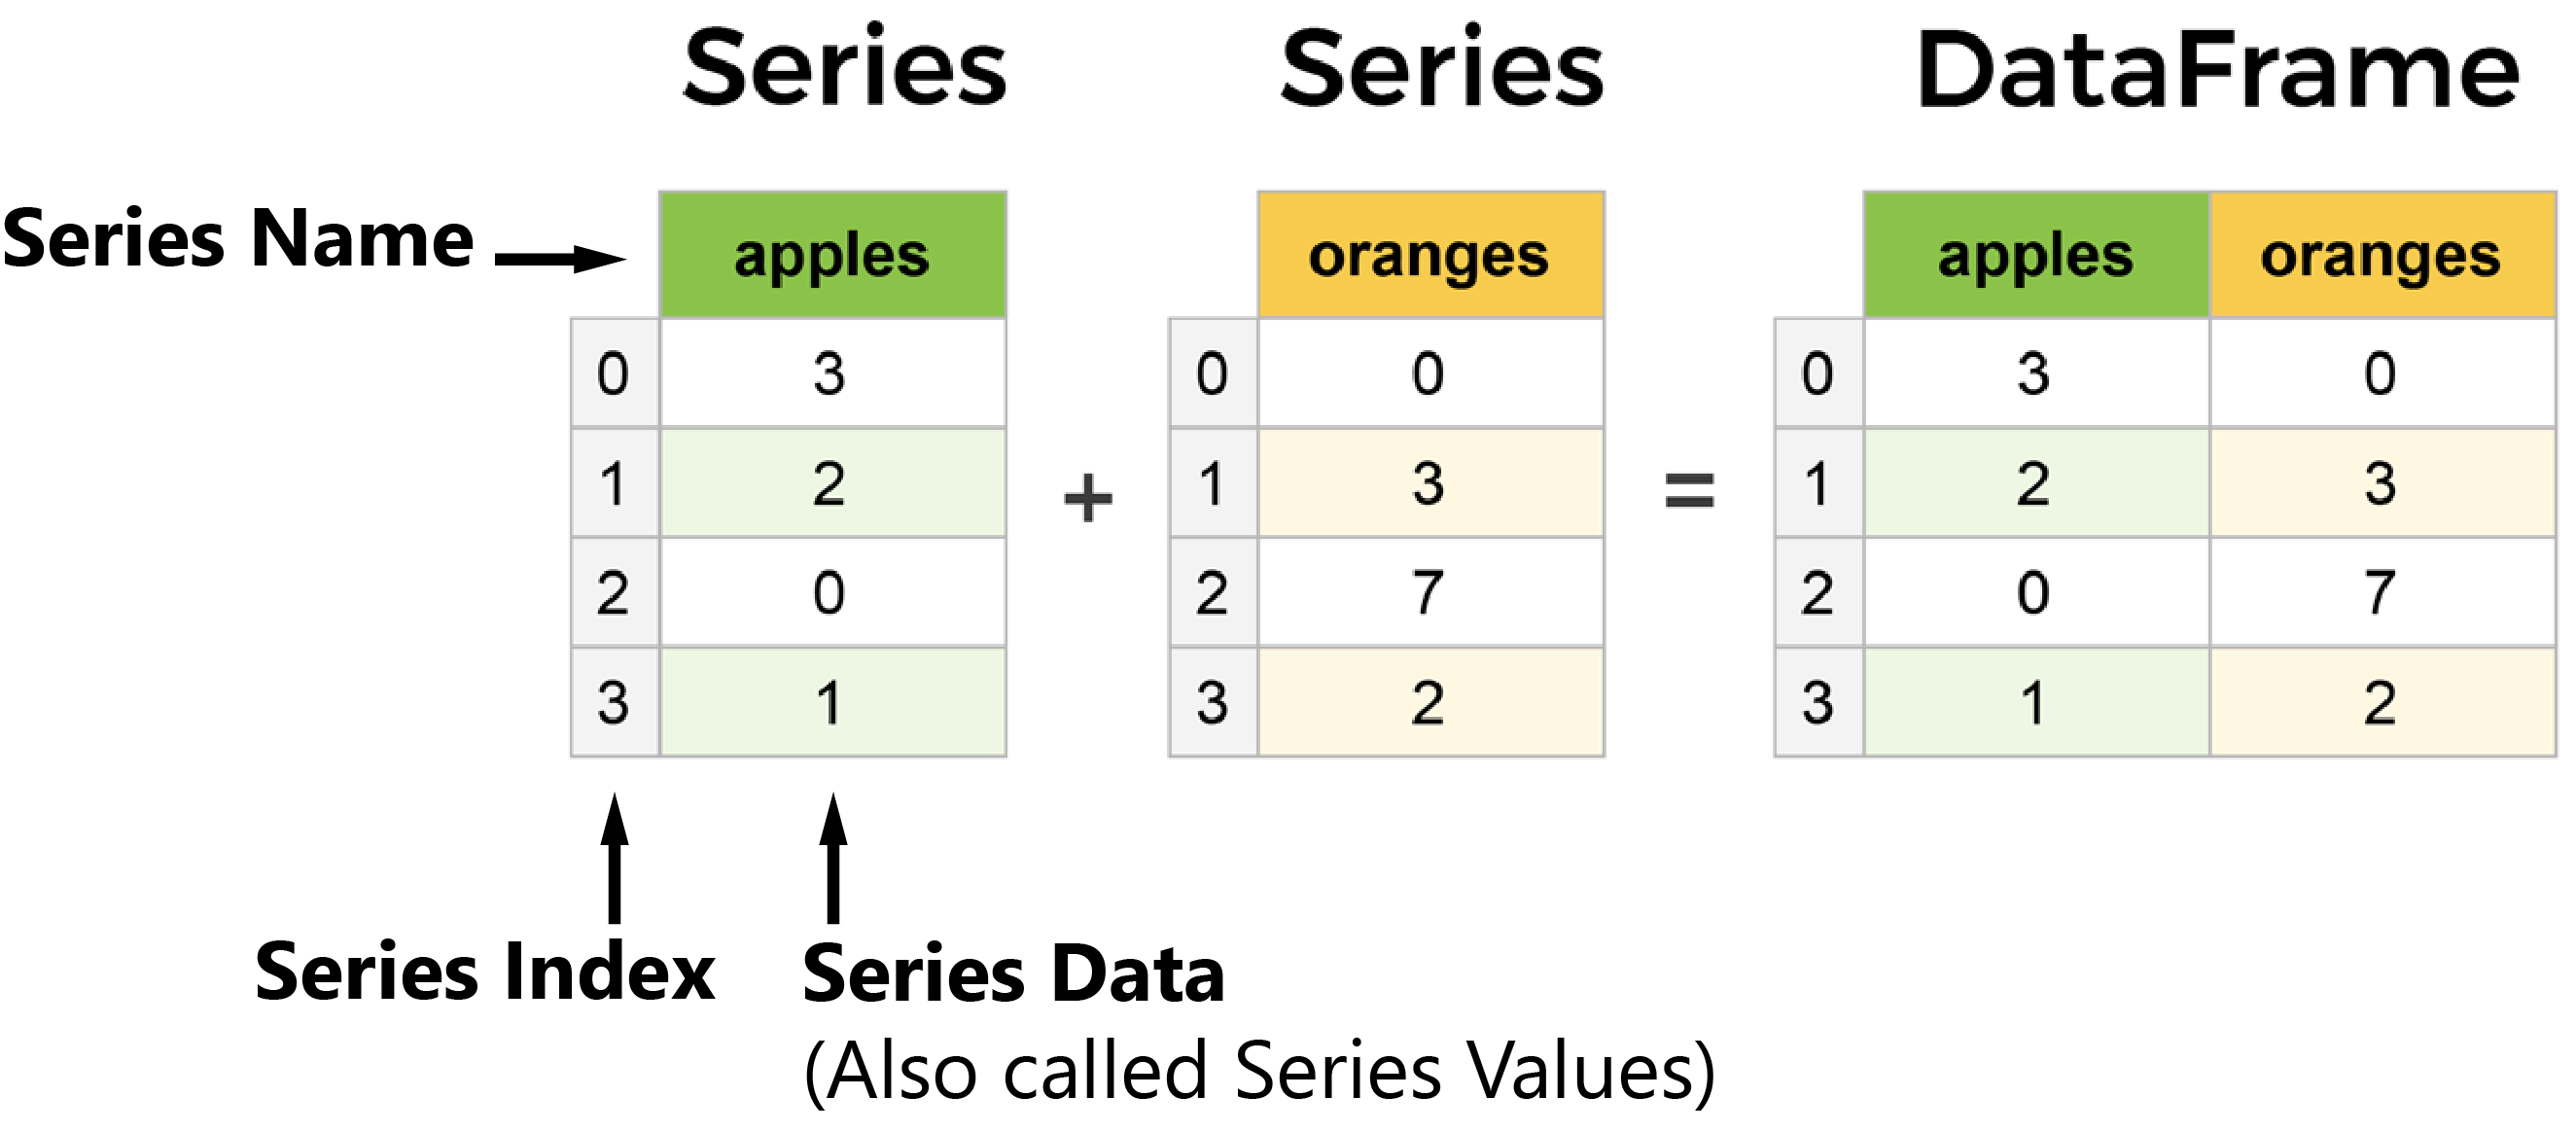 Series Series DataFrame
Series Name apples oranges apples oranges
0 3 0 0 0 3 0
1 2 1 3 1 2 3
+ =
2 0 2 7 2 0 7
3 1 3 2 3 1 2
Series Index Series Data
(Also called Series Values)